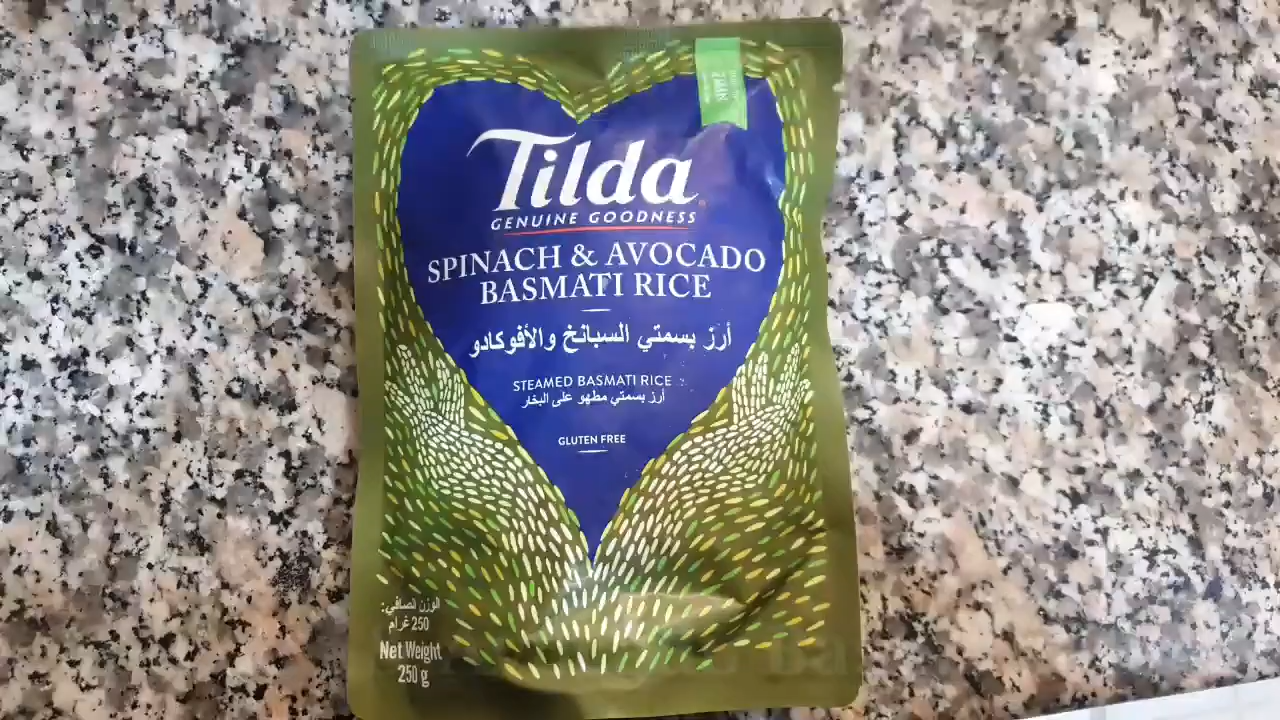 Tilda
GENUINE GOODNESS
SPINACH & AVOCADO
BASMATI RICE
أرز بسمتي السبانخ والأفوكادو
STEAMED BASMATI RICE
أرز بسمتي مطهو على البخار
GLUTEN FREE
الوزن الصافي:
250 غرام
Net Weight
250 g